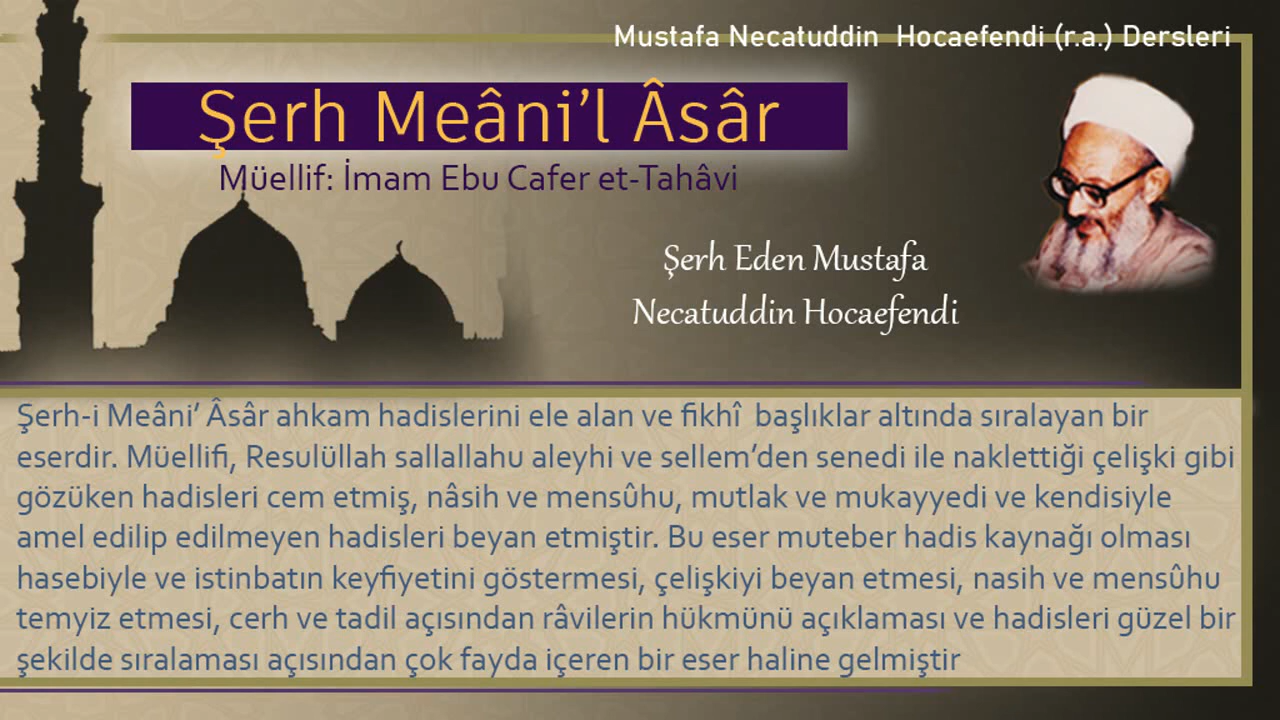 Mustafa Necatuddin Hocaefendi (r.a.) Dersleri
Şerh Meâni’l Âsâr
Müellif: İmam Ebu Cafer et-Tahâvi
Şerh Eden Mustafa
Necatuddin Hocaefendi
Şerh-i Meâni’ Âsâr ahkam hadislerini ele alan ve fikhî başlıklar altında sıralayan bir
eserdir. Müellifi, Resulüllah sallallahu aleyhi ve sellem’den senedi ile naklettiği çelişki gibi
gözüken hadisleri cem etmiş, nâsih ve mensûhu, mutlak ve mukayyedi ve kendisiyle
amel edilip edilmeyen hadisleri beyan etmiştir. Bu eser muteber hadis kaynağı olması
hasebiyle ve istinbatın keyfiyetini göstermesi, çelişkiyi beyan etmesi, nasih ve mensûhu
temyiz etmesi, cerh ve tadil açısından râvilerin hükmünü açıklaması ve hadisleri güzel bir
şekilde sıralaması açısından çok fayda içeren bir eser haline gelmiştir